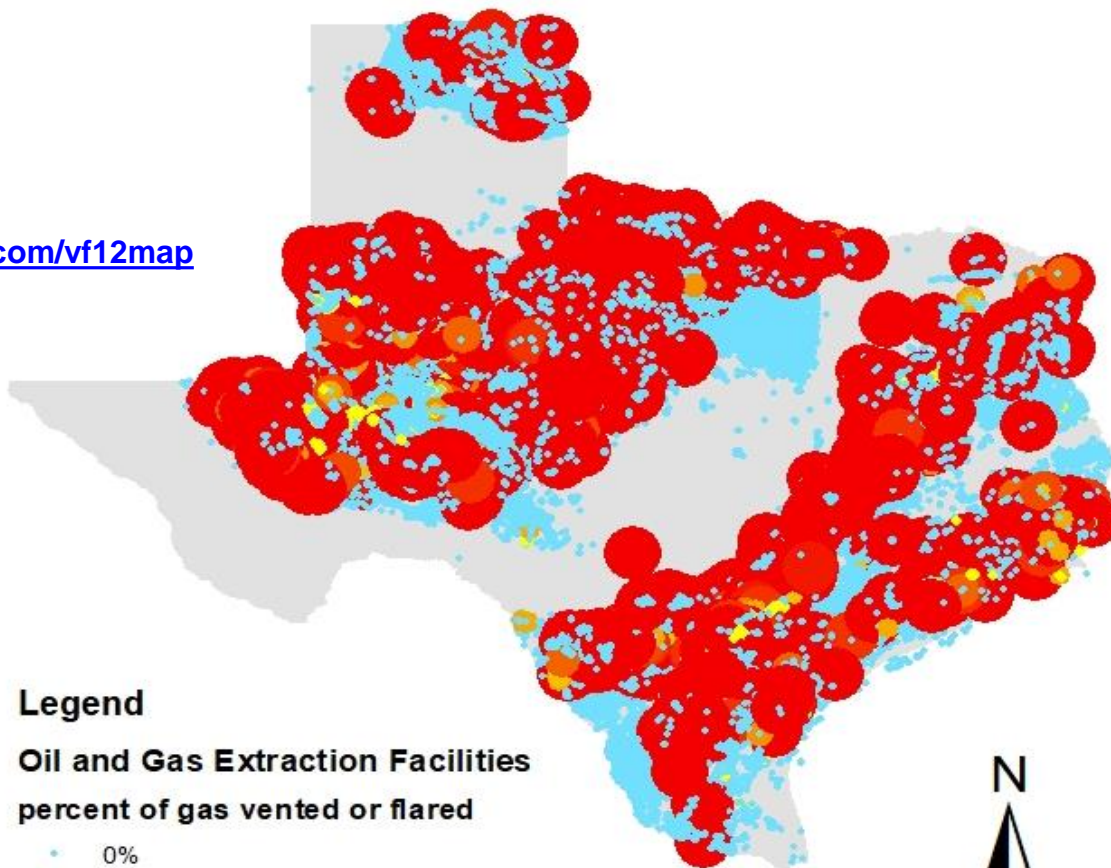 com/vf12map
Legend
Oil and Gas Extraction Facilities
percent of gas vented or flared
0%
N